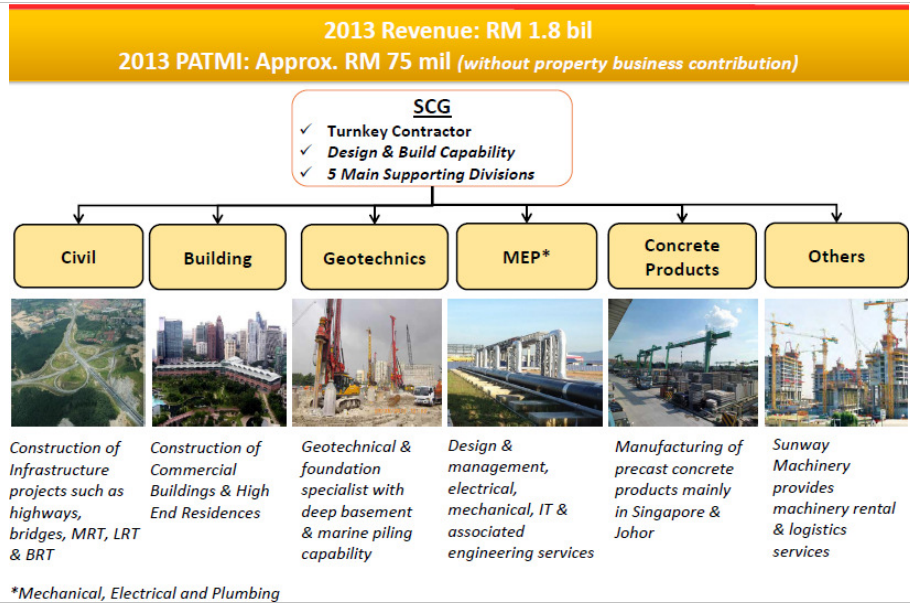 2013 Revenue: RM 1.8 bil
2013 PATMI: Approx. RM 75 mil (without property business contribution)
SCG
✓ Turnkey Contractor
✓ Design & Build Capability
✓ 5 Main Supporting Divisions
Civil
Building
Geotechnics
MEP*
Concrete
Products
Others
Construction of
Infrastructure
projects such as
highways,
bridges, MRT, LRT
& BRT
Construction of
Commercial
Buildings & High
End Residences
Geotechnical &
foundation
specialist with
deep basement
& marine piling
capability
Design &
management,
electrical,
mechanical, IT &
associated
engineering services
Manufacturing of
precast concrete
products mainly
in Singapore &
Johor
Sunway
Machinery
provides
machinery rental
& logistics
services
*Mechanical, Electrical and Plumbing